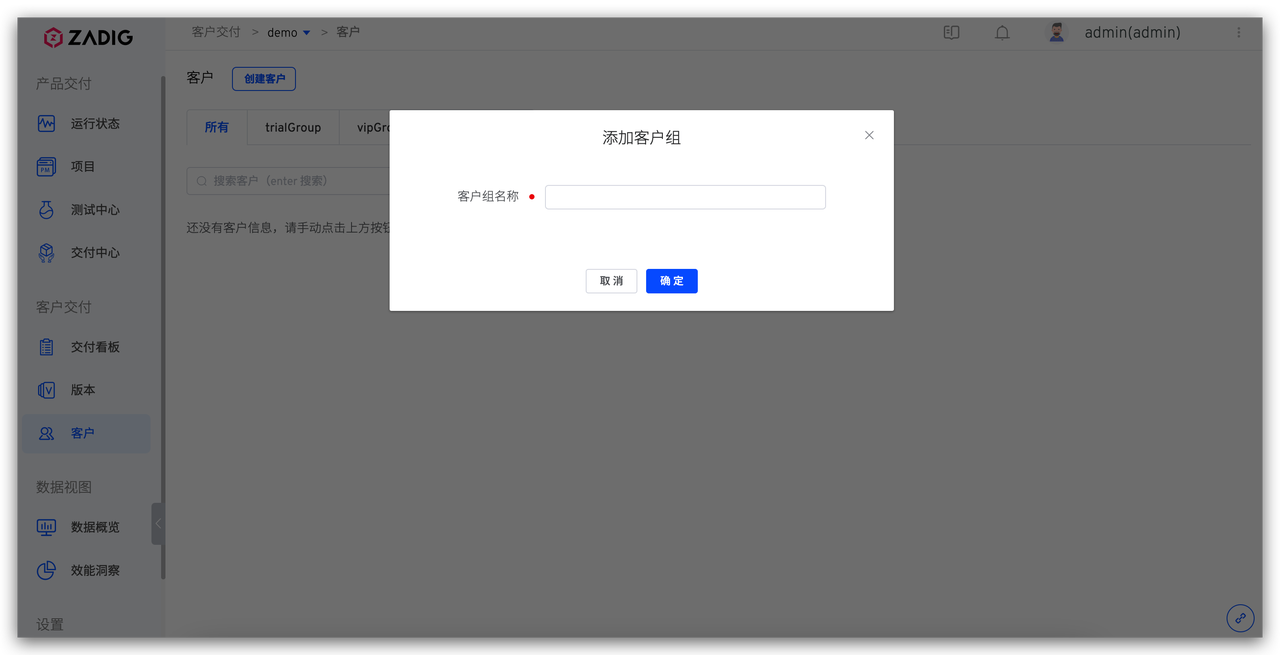 ZADIG
客户交付 > demo > 客户
admin(admin)
产品交付
运行状态
项目
测试中心
交付中心
客户交付
交付看板
版本
客户
数据视图
数据概览
效能洞察
设置
客户
创建客户
所有
trialGroup
vipGro
搜索客户（enter 搜索）
还没有客户信息，请手动点击上方按钮
添加客户组
客户组名称
取消
确定